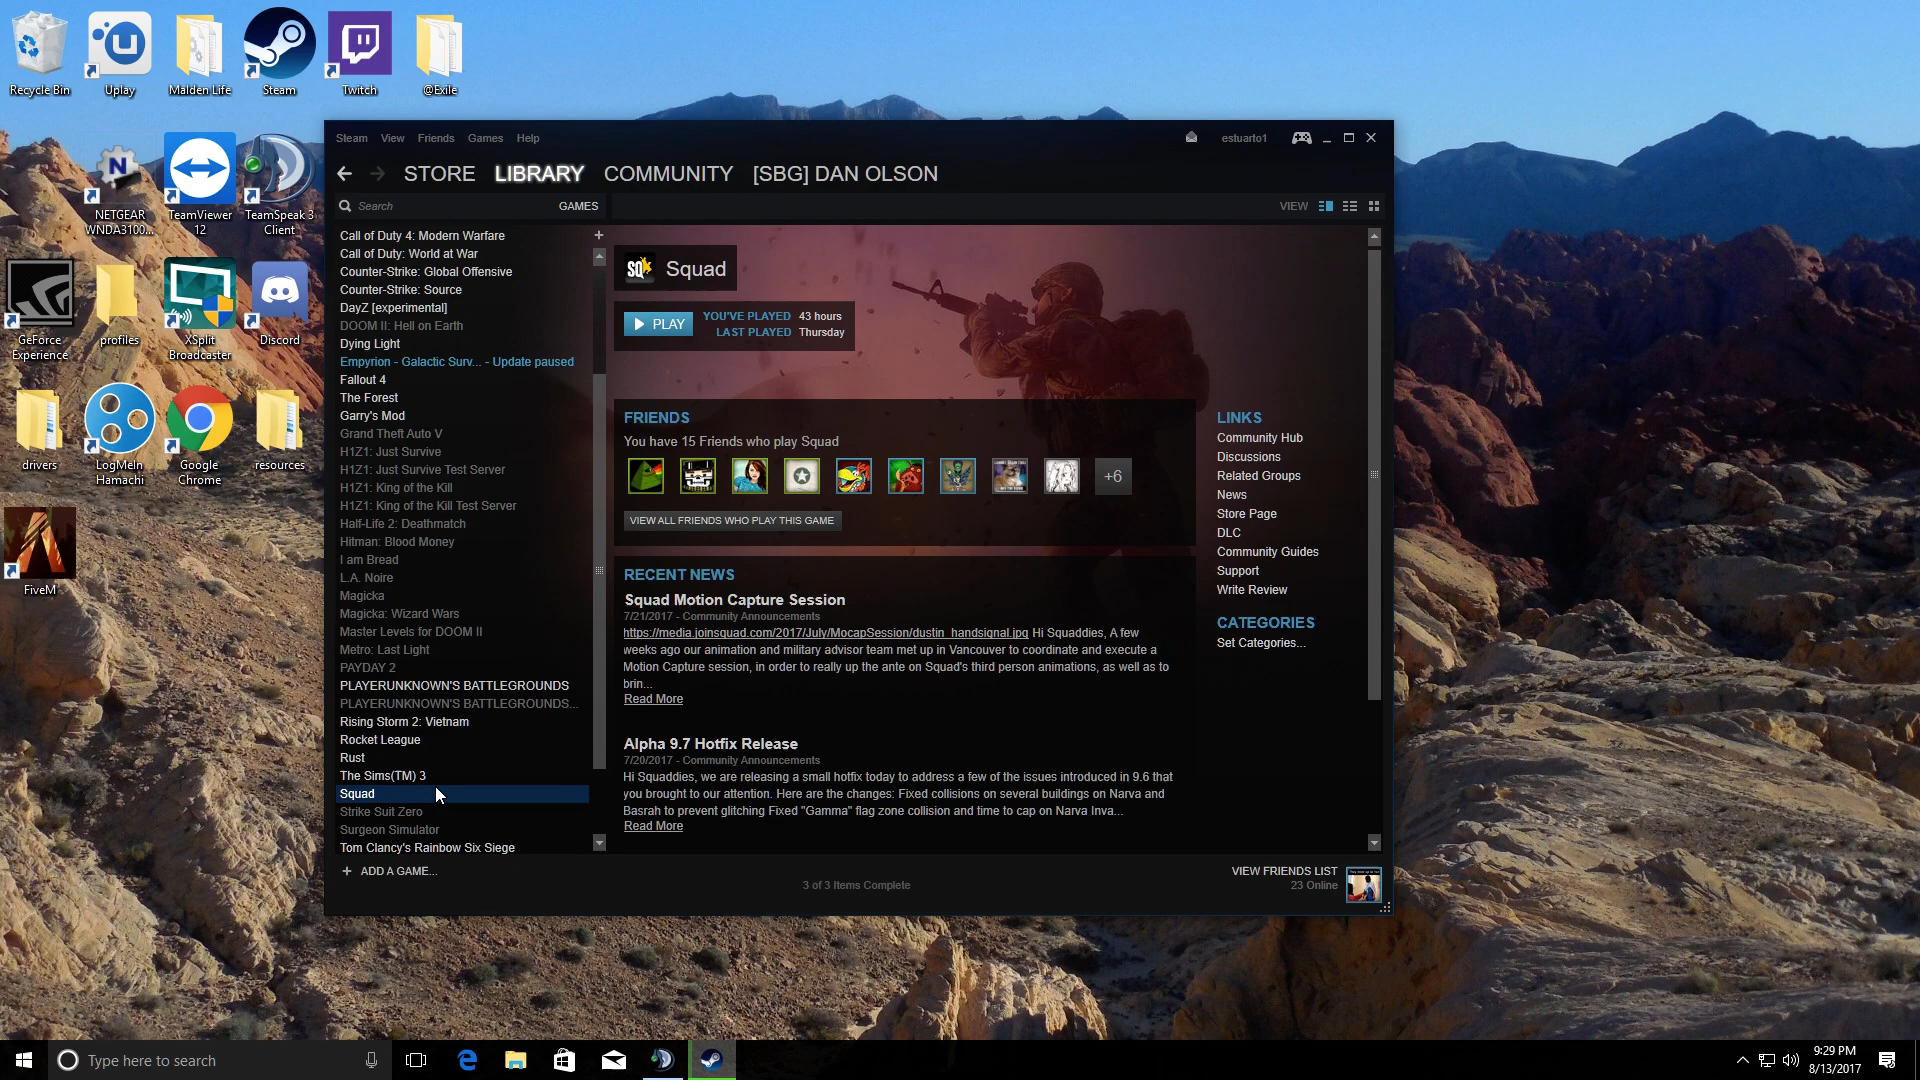 Recycle Bin
Uplay
Malden Life
Steam
Twitch
@Exile
NETGEAR
WNDA3100...
TeamViewer
12
TeamSpeak 3
Client
GeForce
Experience
profiles
XSplit
Broadcaster
Discord
drivers
LogMeIn
Hamachi
Google
Chrome
resources
FiveM
Steam View Friends Games Help
estuarto1
STORE LIBRARY COMMUNITY [SBG] DAN OLSON
Search
GAMES
VIEW
Call of Duty 4: Modern Warfare
Call of Duty: World at War
Counter-Strike: Global Offensive
Counter-Strike: Source
DayZ [experimental]
DOOM II: Hell on Earth
Dying Light
Empyrion - Galactic Surv... - Update paused
Fallout 4
The Forest
Garry's Mod
Grand Theft Auto V
H1Z1: Just Survive
H1Z1: Just Survive Test Server
H1Z1: King of the Kill
H1Z1: King of the Kill Test Server
Half-Life 2: Deathmatch
Hitman: Blood Money
I am Bread
L.A. Noire
Magicka
Magicka: Wizard Wars
Master Levels for DOOM II
Metro: Last Light
PAYDAY 2
PLAYERUNKNOWN'S BATTLEGROUNDS
PLAYERUNKNOWN'S BATTLEGROUNDS...
Rising Storm 2: Vietnam
Rocket League
Rust
The Sims(TM) 3
Squad
Strike Suit Zero
Surgeon Simulator
Tom Clancy's Rainbow Six Siege
+ ADD A GAME...
SQ Squad
PLAY
YOU'VE PLAYED 43 hours
LAST PLAYED Thursday
FRIENDS
You have 15 Friends who play Squad
+6
VIEW ALL FRIENDS WHO PLAY THIS GAME
RECENT NEWS
Squad Motion Capture Session
7/21/2017 - Community Announcements
https://media.joinsquad.com/2017/July/MocapSession/dustin_handsignal.jpg Hi Squaddies, A few
weeks ago our animation and military advisor team met up in Vancouver to coordinate and execute a
Motion Capture session, in order to really up the ante on Squad's third person animations, as well as to
brin...
Read More
Alpha 9.7 Hotfix Release
7/20/2017 - Community Announcements
Hi Squaddies, we are releasing a small hotfix today to address a few of the issues introduced in 9.6 that
you brought to our attention. Here are the changes: Fixed collisions on several buildings on Narva and
Basrah to prevent glitching Fixed "Gamma" flag zone collision and time to cap on Narva Inva...
Read More
LINKS
Community Hub
Discussions
Related Groups
News
Store Page
DLC
Community Guides
Support
Write Review
CATEGORIES
Set Categories...
3 of 3 Items Complete
VIEW FRIENDS LIST
23 Online
Type here to search
9:29 PM
8/13/2017